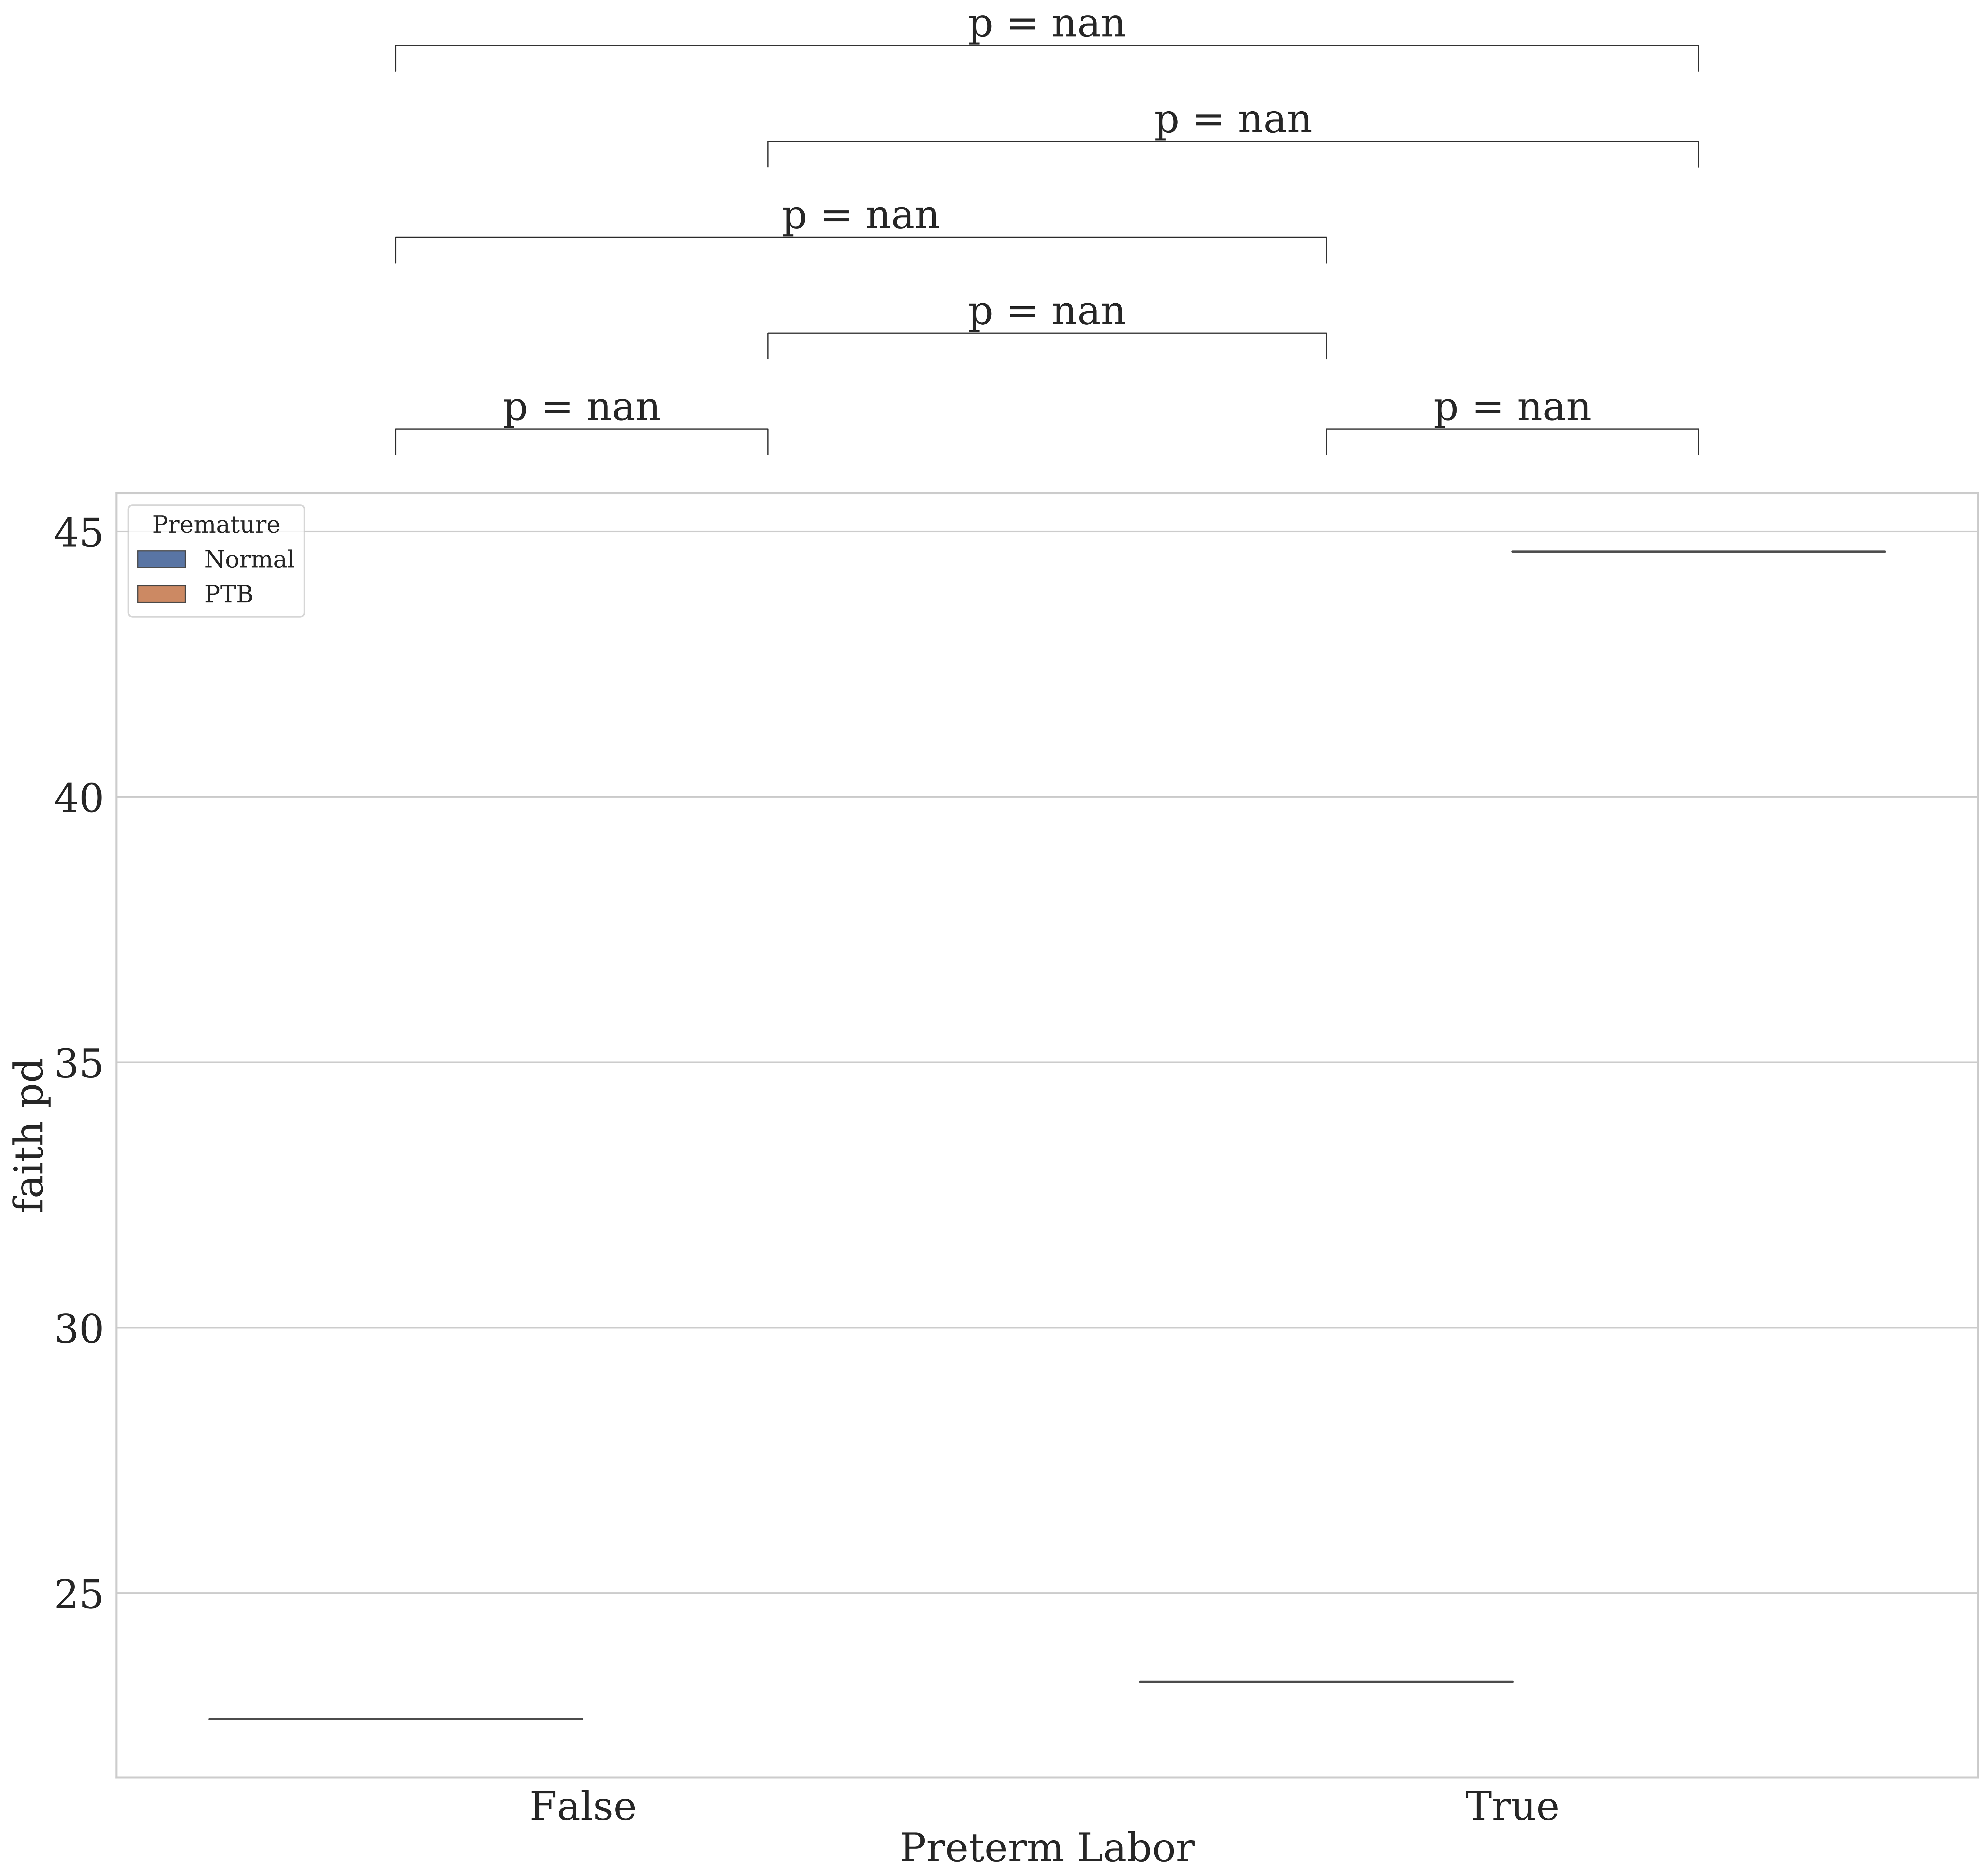 p = nan
p = nan
p = nan
p = nan
p = nan p = nan
Premature
Normal
PTB
45
40
35
30
25
faith pd
False True
Preterm Labor